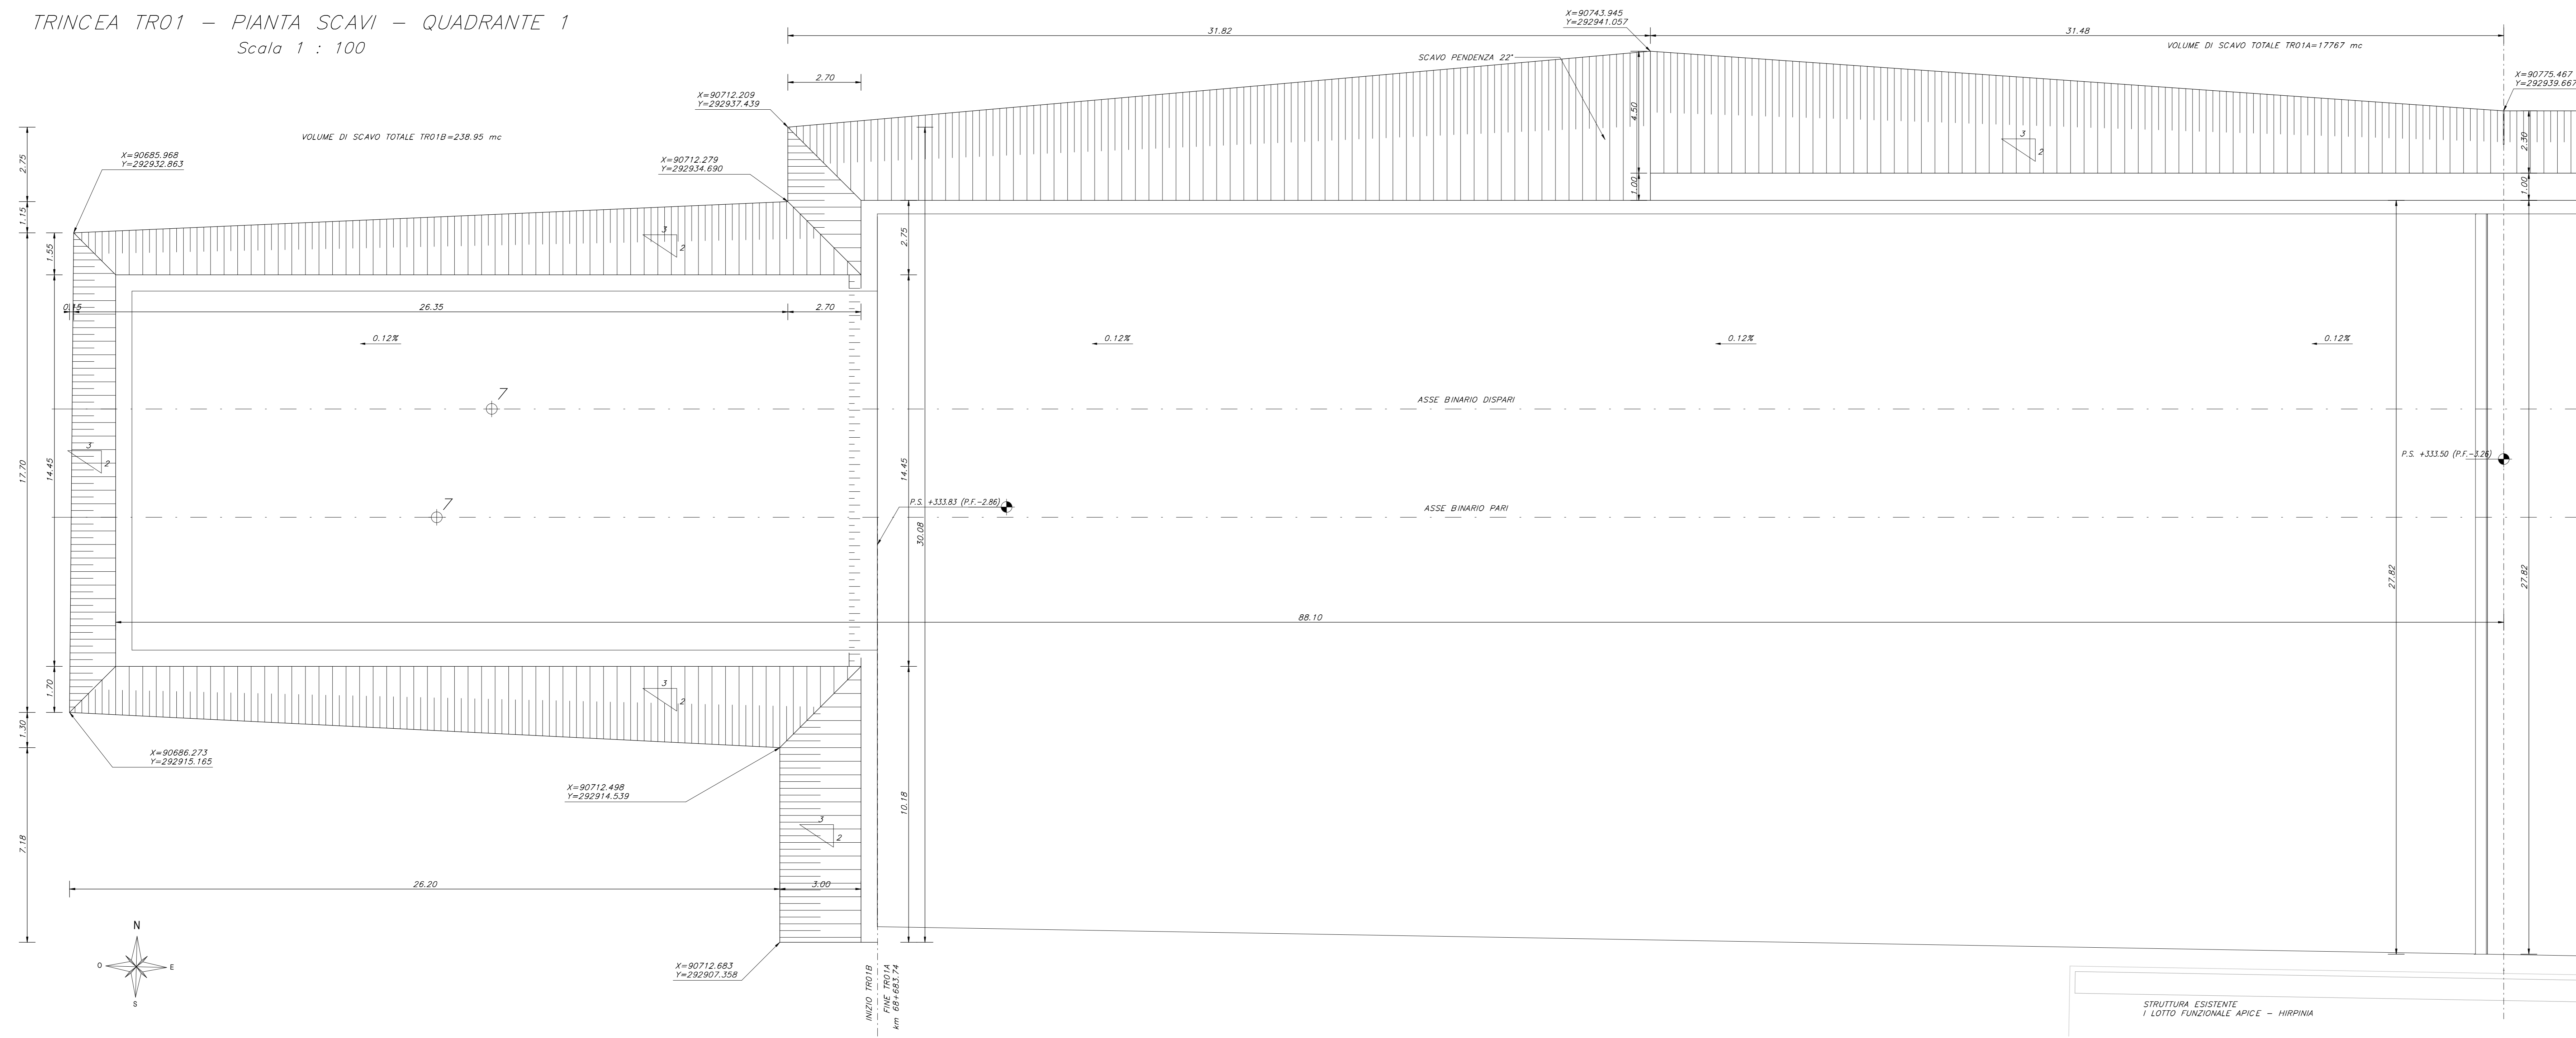 TRINCEA TR01 - PIANTA SCAVI - QUADRANTE 1
Scala 1 : 100
X=90743.945
Y=292941.057
31.82
31.48
VOLUME DI SCAVO TOTALE TR01A=17767 mc
SCAVO PENDENZA 22°
X=90775.467
Y=292939.667
2.70
X=90712.209
Y=292937.439
4.50
2.30
VOLUME DI SCAVO TOTALE TR01B=238.95 mc
3
2
X=90685.968
Y=292932.863
X=90712.279
Y=292934.690
2.75
1.00
1.00
1.15
3
2
2.75
1.55
0.15
26.35
2.70
0.12%
0.12%
0.12%
0.12%
7
ASSE BINARIO DISPARI
3
2
17.70
14.45
14.45
P.S. +333.50 (P.F.-3.26)
7
P.S. +333.83 (P.F.-2.86)
ASSE BINARIO PARI
30.08
27.82
27.82
88.10
1.70
3
2
1.30
X=90686.273
Y=292915.165
X=90712.498
Y=292914.539
10.18
3
2
7.18
26.20
3.00
N
O
E
S
X=90712.683
Y=292907.358
INIZIO TR01B
FINE TR01A
km 68+683.74
STRUTTURA ESISTENTE
I LOTTO FUNZIONALE APICE - HIRPINIA